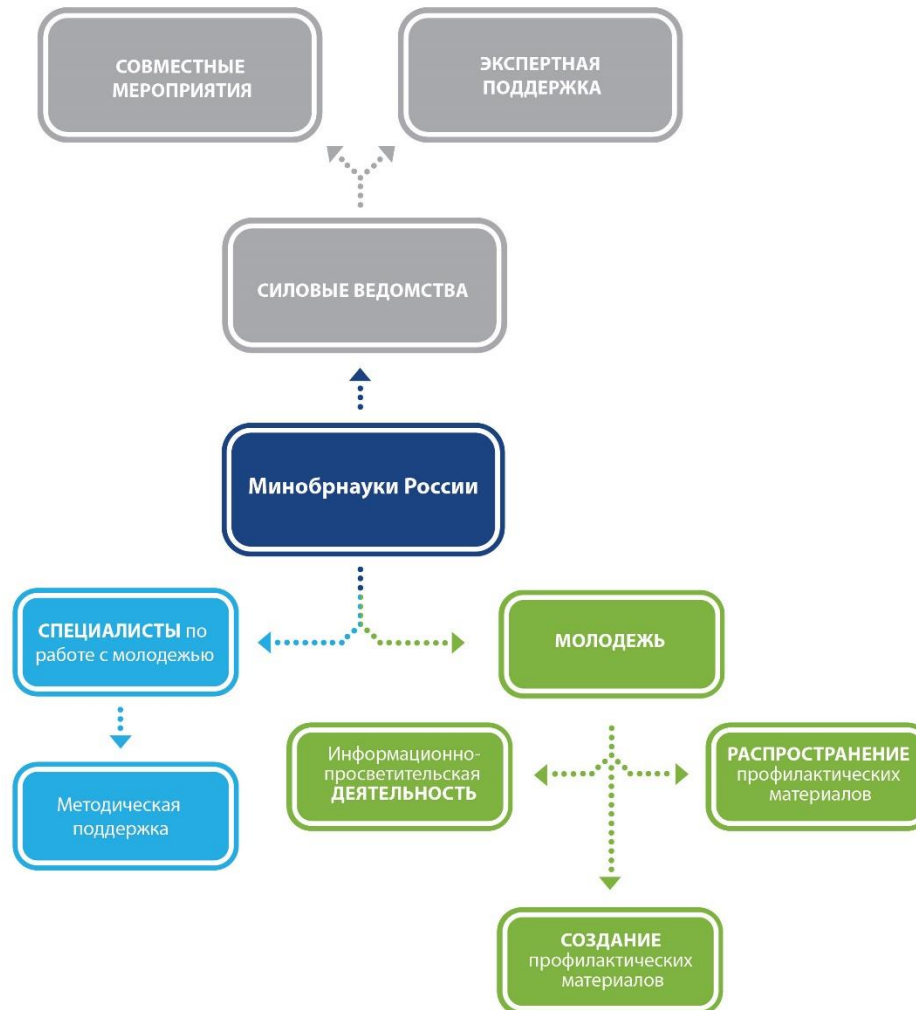 СОВМЕСТНЫЕ
МЕРОПРИЯТИЯ
ЭКСПЕРТНАЯ
ПОДДЕРЖКА
СИЛОВЫЕ ВЕДОМСТВА
Минобрнауки России
СПЕЦИАЛИСТЫ по
работе с молодежью
МОЛОДЕЖЬ
Методическая
поддержка
Информационно-
просветительская
ДЕЯТЕЛЬНОСТЬ
РАСПРОСТРАНЕНИЕ
профилактических
материалов
СОЗДАНИЕ
профилактических
материалов